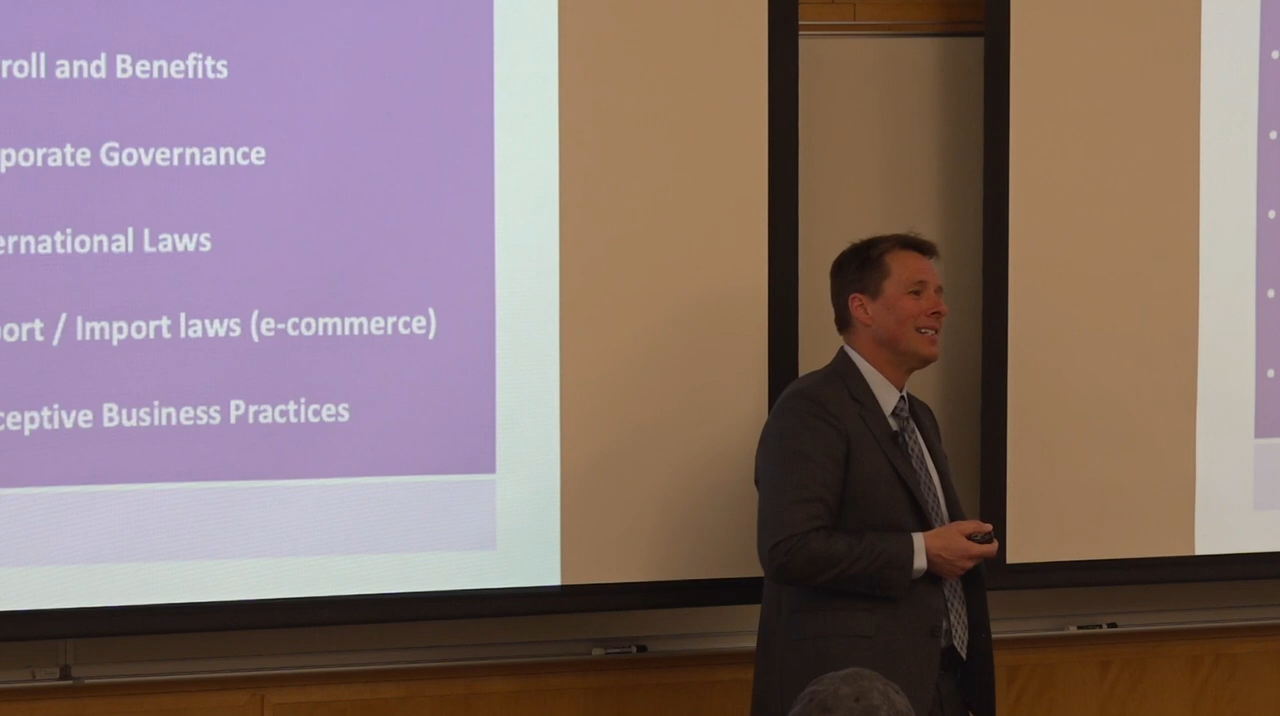 roll and Benefits
porate Governance
ernational Laws
ort / Import laws (e-commerce)
ceptive Business Practices